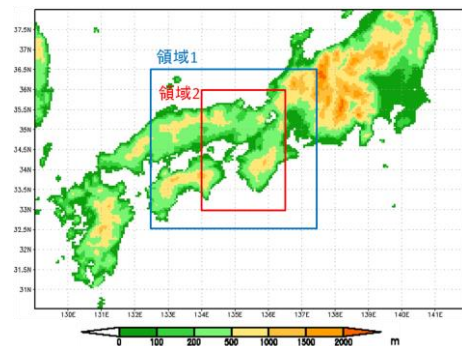 37.5N
領域1
37N
36.5N
領域2
36N
35.5N
35N
34.5N
34N
33.5N
33N
32.5N
32N
31.5N
31N
130E 131E 132E 133E 134E 135E 136E 137E 138E 139E 140E 141E
0 100 200 500 1000 1500 2000 m